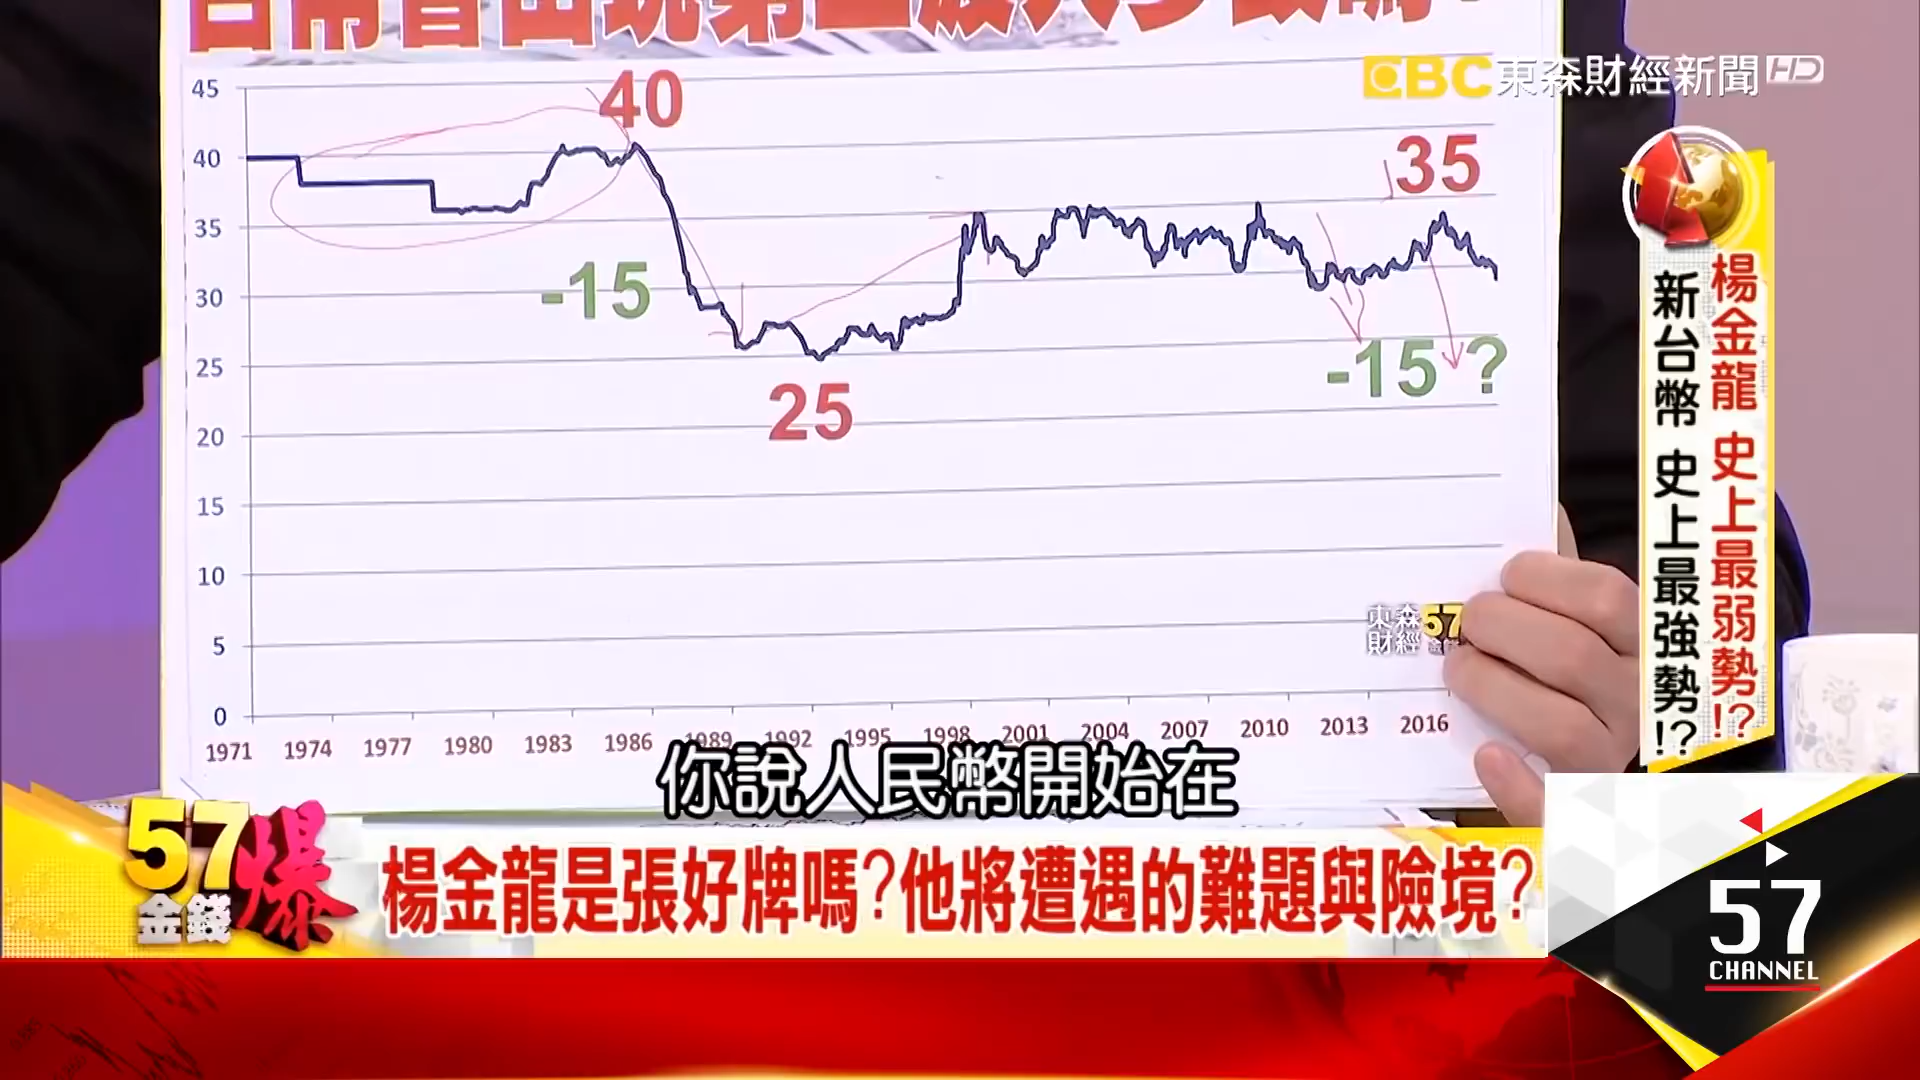 EBC東森財經新聞HD
45
40
35
30
25
20
15
10
5
0
40
35
-15
25
-15?
1971 1974 1977 1980 1983 1986 1989 1992 1995 1998 2001 2004 2007 2010 2013 2016
東森
財經
57
楊金龍 史上最弱勢!?
新台幣 史上最強勢!?
你說人民幣開始在
57
金錢
爆
楊金龍是張好牌嗎?他將遭遇的難題與險境?
57
CHANNEL